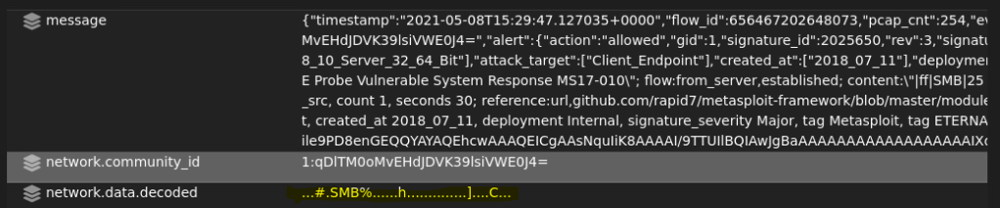 message
{"timestamp":"2021-05-08T15:29:47.127035+0000","flow_id":656467202648073,"pcap_cnt":254,"ev
MvEHdJDVK39lsiVWE0J4=","alert":{"action":"allowed","gid":1,"signature_id":2025650,"rev":3,"signatu
8_10_Server_32_64_Bit"],"attack_target":["Client_Endpoint"],"created_at":["2018_07_11"],"deployme
E Probe Vulnerable System Response MS17-010\"; flow:from_server,established; content:\"|ff|SMB|25
_src, count 1, seconds 30; reference:url,github.com/rapid7/metasploit-framework/blob/master/module
t, created_at 2018_07_11, deployment Internal, signature_severity Major, tag Metasploit, tag ETERNA
ile9PD8enGEQQYAYAQEhcwAAAQEICgAAsNquIiK8AAAAI/9TTUIlBQIAwJgBaAAAAAAAAAAAAAAAAAAIX
network.community_id
1:qDlTM0oMvEHdJDVK39lsiVWE0J4=
network.data.decoded
...#.SMB%......h..............]....C...